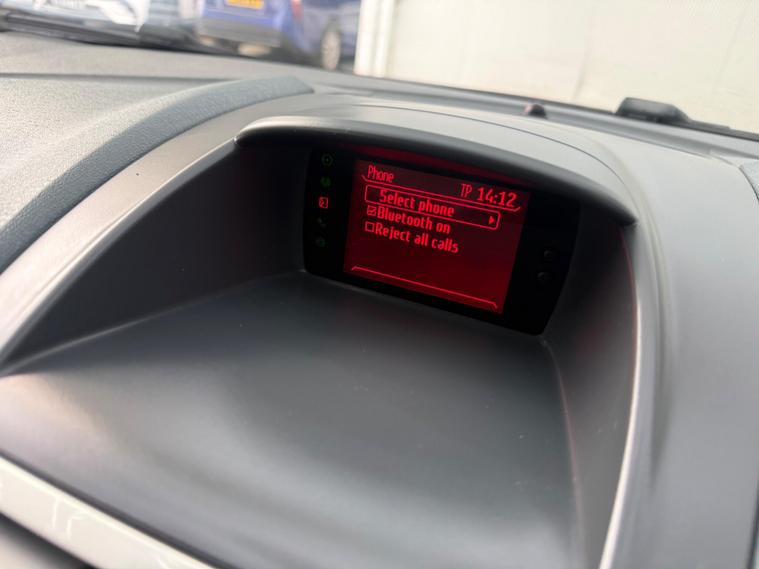 Phone
TP 14:12
Select phone
Bluetooth on
Reject all calls